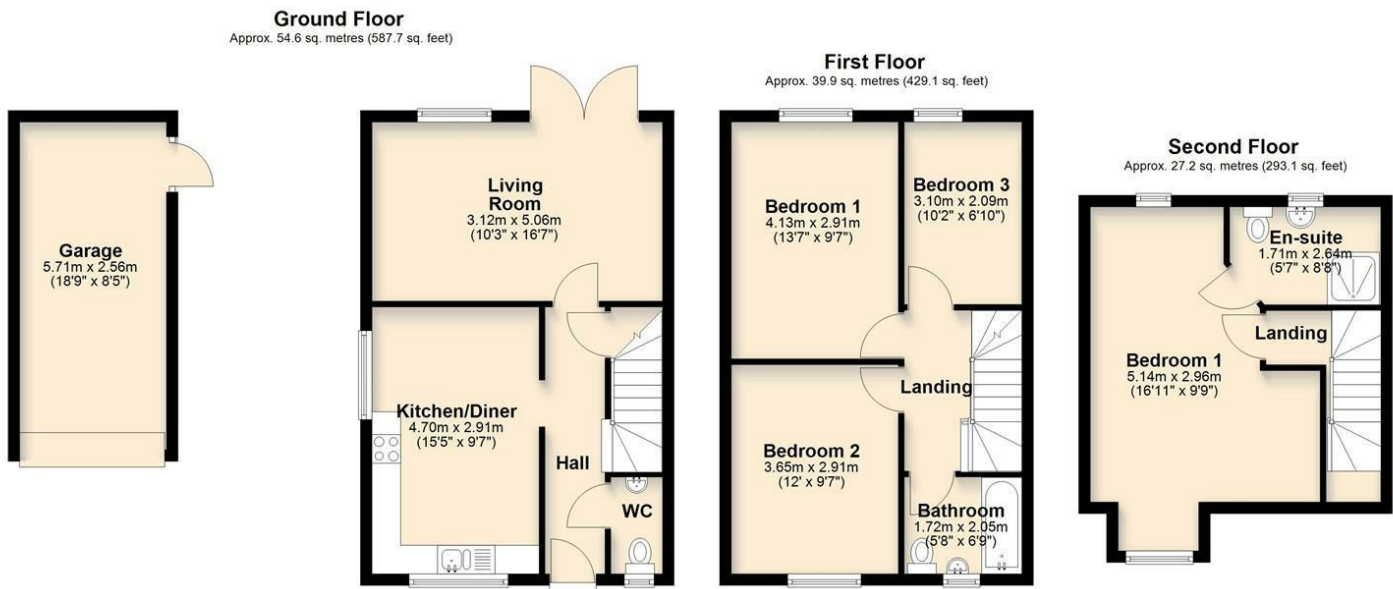 Ground Floor
Approx. 54.6 sq. metres (587.7 sq. feet)
Garage
5.71m x 2.56m
(18'9" x 8'5")
Living
Room
3.12m x 5.06m
(10'3" x 16'7")
Kitchen/Diner
4.70m x 2.91m
(15'5" x 9'7")
Hall
WC
First Floor
Approx. 39.9 sq. metres (429.1 sq. feet)
Bedroom 1
4.13m x 2.91m
(13'7" x 9'7")
Bedroom 3
3.10m x 2.09m
(10'2" x 6'10")
Landing
Bedroom 2
3.65m x 2.91m
(12' x 9'7")
Bathroom
1.72m x 2.05m
(5'8" x 6'9")
Second Floor
Approx. 27.2 sq. metres (293.1 sq. feet)
En-suite
1.71m x 2.64m
(5'7" x 8'8")
Landing
Bedroom 1
5.14m x 2.96m
(16'11" x 9'9")